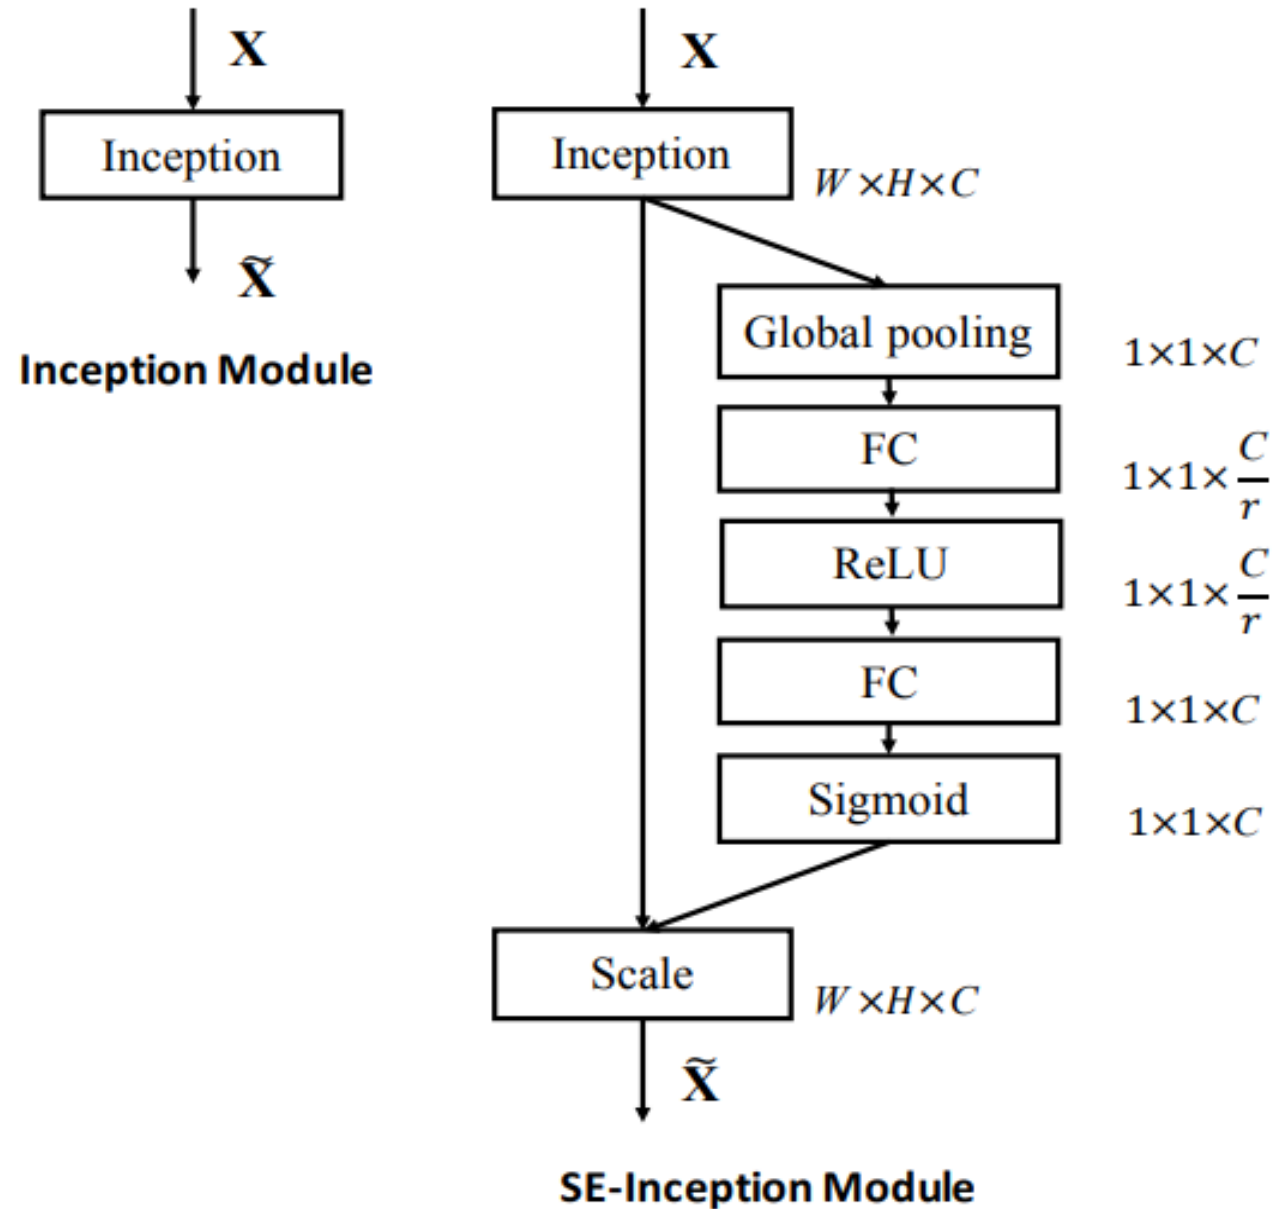 X
Inception
X̃
Inception Module
X
Inception
W×H×C
Global pooling
1×1×C
FC
1×1×C/r
ReLU
1×1×C/r
FC
1×1×C
Sigmoid
1×1×C
Scale
W×H×C
X̃
SE-Inception Module